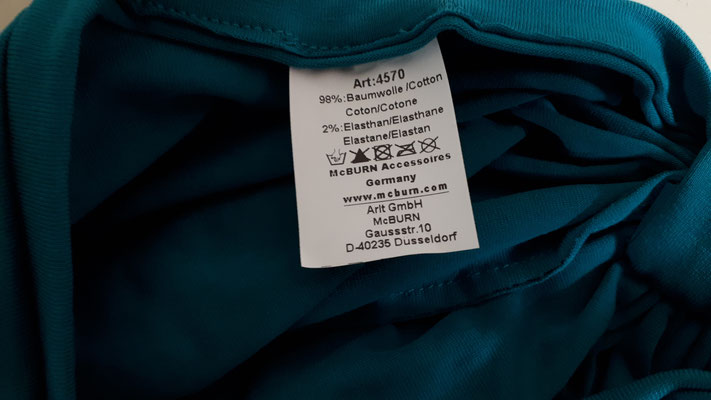 Art:4570
98%:Baumwolle/Cotton
Coton/Cotone
2%:Elasthan/Elasthane
Elastane/Elastan
McBURN Accessoires
Germany
www.mcburn.com
Arit GmbH
McBURN
Gaussstr.10
D-40235 Dusseldorf